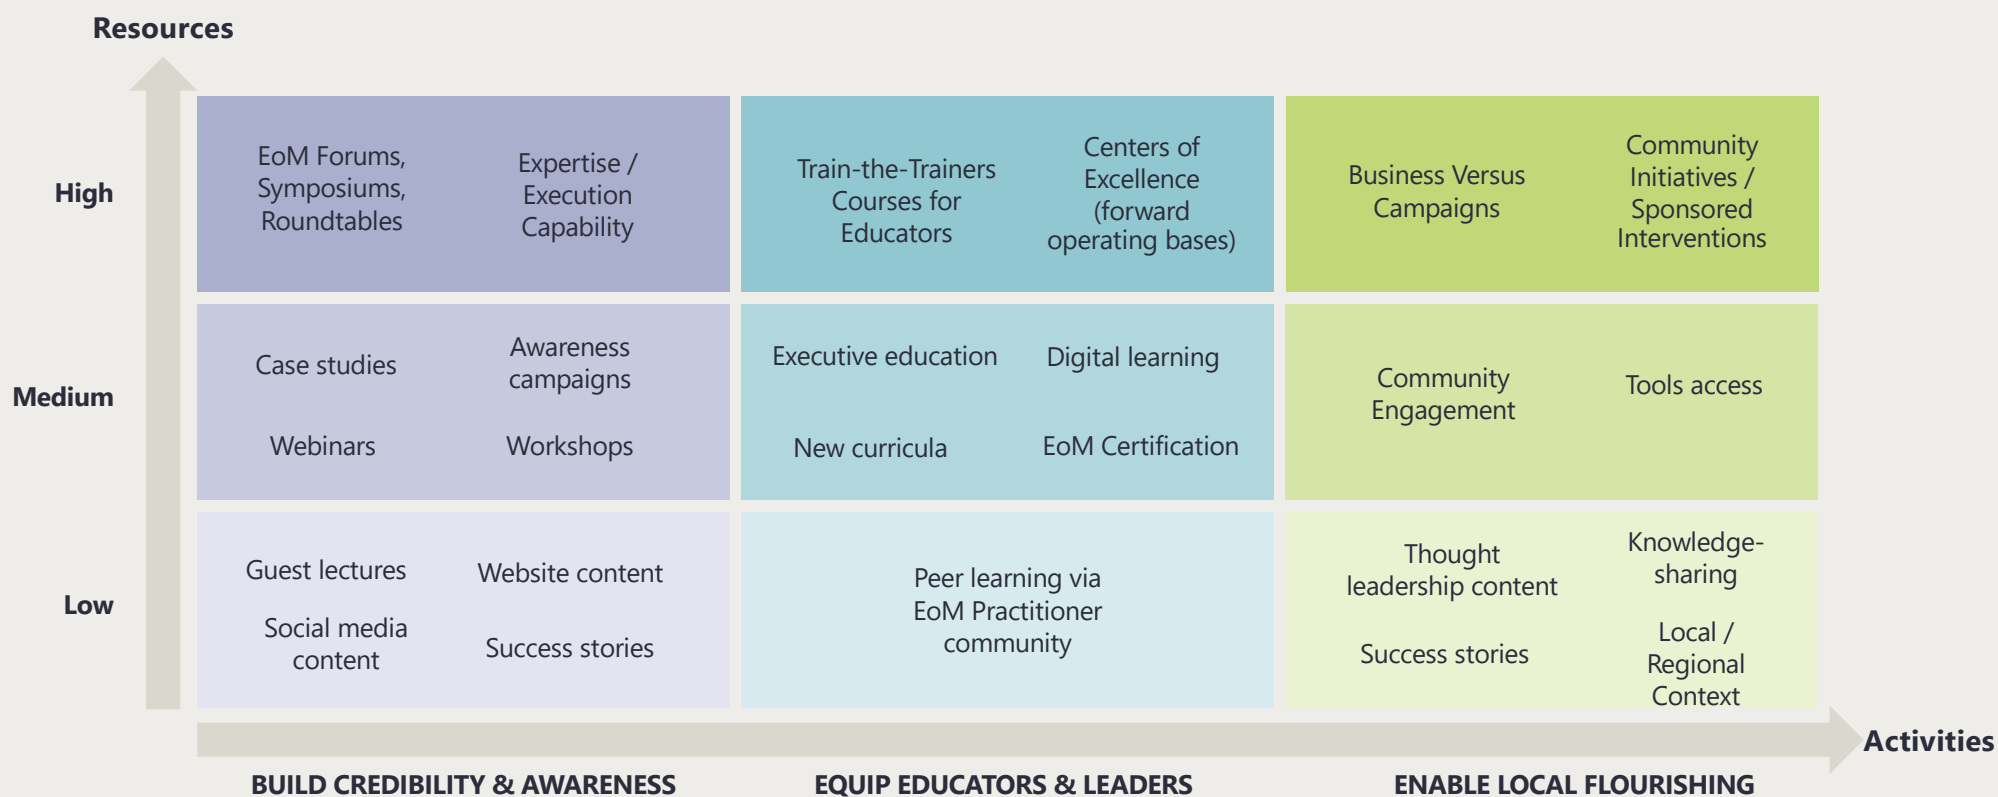 Resources
High
EoM Forums,
Symposiums,
Roundtables
Expertise /
Execution
Capability
Train-the-Trainers
Courses for
Educators
Centers of
Excellence
(forward
operating bases)
Business Versus
Campaigns
Community
Initiatives /
Sponsored
Interventions
Medium
Case studies
Awareness
campaigns
Webinars
Workshops
Executive education
Digital learning
New curricula
EoM Certification
Community
Engagement
Tools access
Low
Guest lectures
Website content
Social media
content
Success stories
Peer learning via
EoM Practitioner
community
Thought
leadership content
Knowledge-
sharing
Success stories
Local /
Regional
Context
Activities
BUILD CREDIBILITY & AWARENESS
EQUIP EDUCATORS & LEADERS
ENABLE LOCAL FLOURISHING